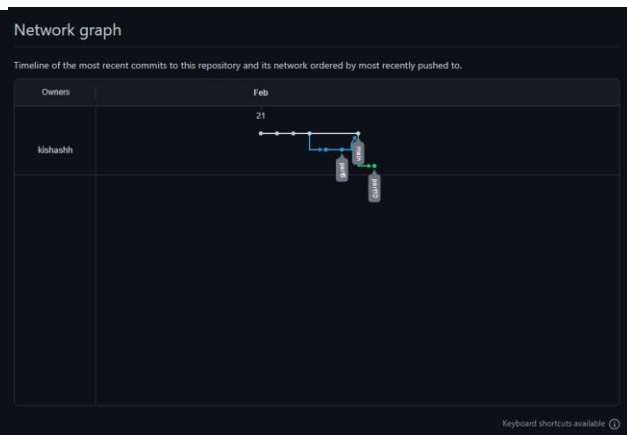 Network graph
Timeline of the most recent commits to this repository and its network ordered by most recently pushed to.
Owners
Feb
21
kishashh
main
Keyboard shortcuts available